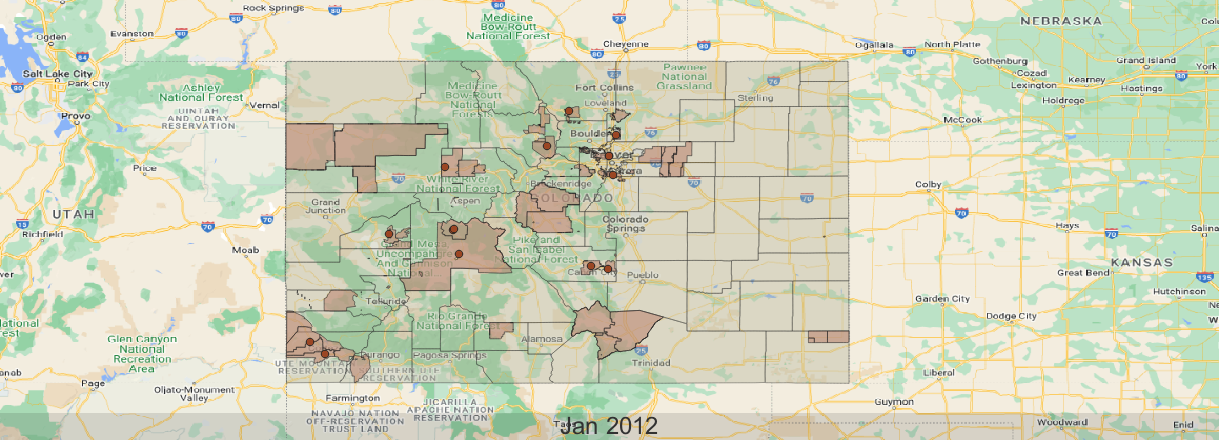 Rock Springs
Medicine
Bow-Routt
National Forest
NEBRASKA
Ogden
Evanston
Cheyenne
Ogallala
North Platte
Gothenburg
Cozad
Lexington
Kearney
Grand Island
York
Hastings
Holdrege
Salt Lake City
Park City
Ashley
National Forest
Vernal
Provo
UINTAH
AND OURAY
RESERVATION
Medicine
Bow-Routt
National
Forests
Pawnee
National
Grassland
Fort Collins
Loveland
Sterling
McCook
Boulder
Price
White River
National Forest
Breckenridge
Aspen
Grand
Junction
COLORADO
Colby
UTAH
Richfield
Moab
Colorado
Springs
Hays
Salina
Uncompahgre
And Gunnison
National
Pike and
San Isabel
National Forest
Pueblo
KANSAS
Great Bend
Hutchinson
Newton
Telluride
Garden City
Dodge City
Rio Grande
National Forest
Alamosa
Glen Canyon
National
Recreation
Area
UTE MOUNTAIN
RESERVATION
Durango
Pagosa Springs
SOUTHERN UTE
RESERVATION
Trinidad
Page
Oljato-Monument
Valley
Farmington
Liberal
Guymon
NAVAJO NATION
OFF-RESERVATION
TRUST LAND
JICARILLA
APACHE NATION
RESERVATION
Taos
Jan 2012
Woodward
Enid